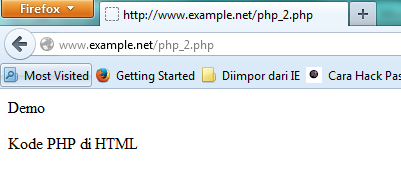 Firefox
http://www.example.net/php_2.php
www.example.net/php_2.php
Most Visited Getting Started Diimpor dari IE Cara Hack Pas
Demo
Kode PHP di HTML